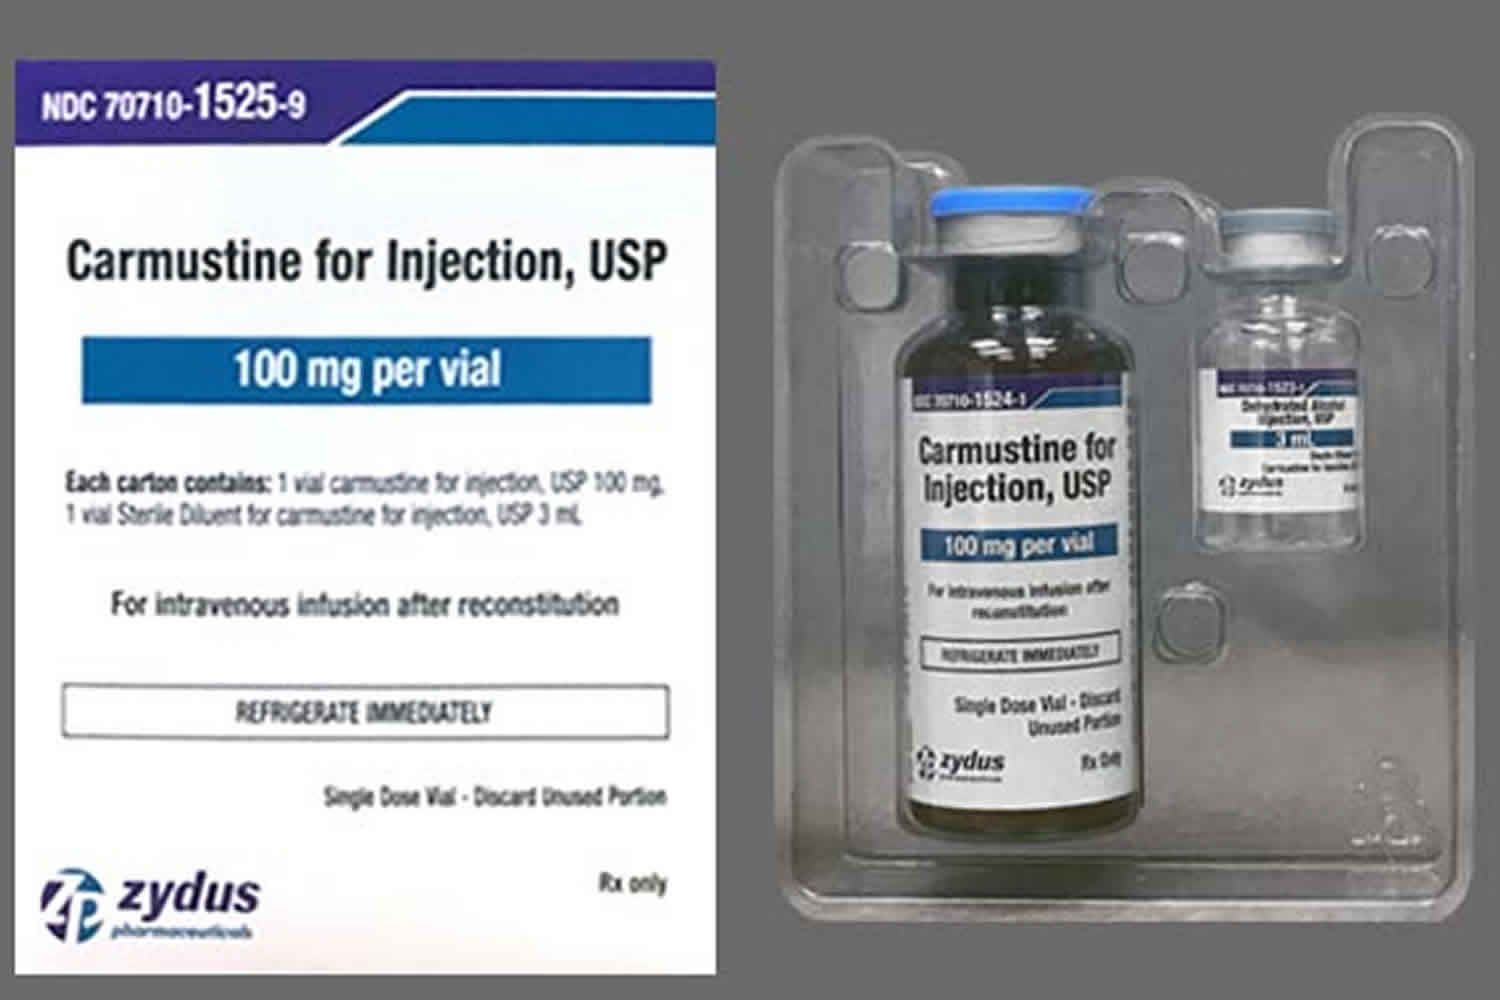 NDC 70710-1525-9
Carmustine for Injection, USP
100 mg per vial
Each carton contains: 1 vial carmustine for injection, USP 100 mg,
1 vial Sterile Diluent for carmustine for injection, USP 3 mL
For intravenous infusion after reconstitution
REFRIGERATE IMMEDIATELY
Single Dose Vial - Discard Unused Portion
Rx only
zydus
pharmaceuticals
NDC 70710-1524-1
Carmustine for
Injection, USP
100 mg per vial
For intravenous infusion after
reconstitution
REFRIGERATE IMMEDIATELY
Single Dose Vial - Discard
Unused Portion
zydus
pharmaceuticals
Rx Only
Dehydrated Alcohol
Injection, USP
3 mL
zydus